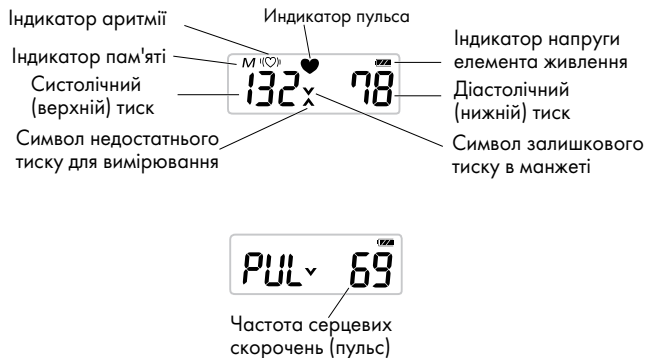 Індикатор аритмії
Индикатор пульса
Індикатор напруги
елемента живлення
Індикатор пам'яті
M
Систолічний
(верхній) тиск
132
78
Діастолічний
(нижній) тиск
Символ недостатнього
тиску для вимірювання
Символ залишкового
тиску в манжеті
PUL 69
Частота серцевих
скорочень (пульс)